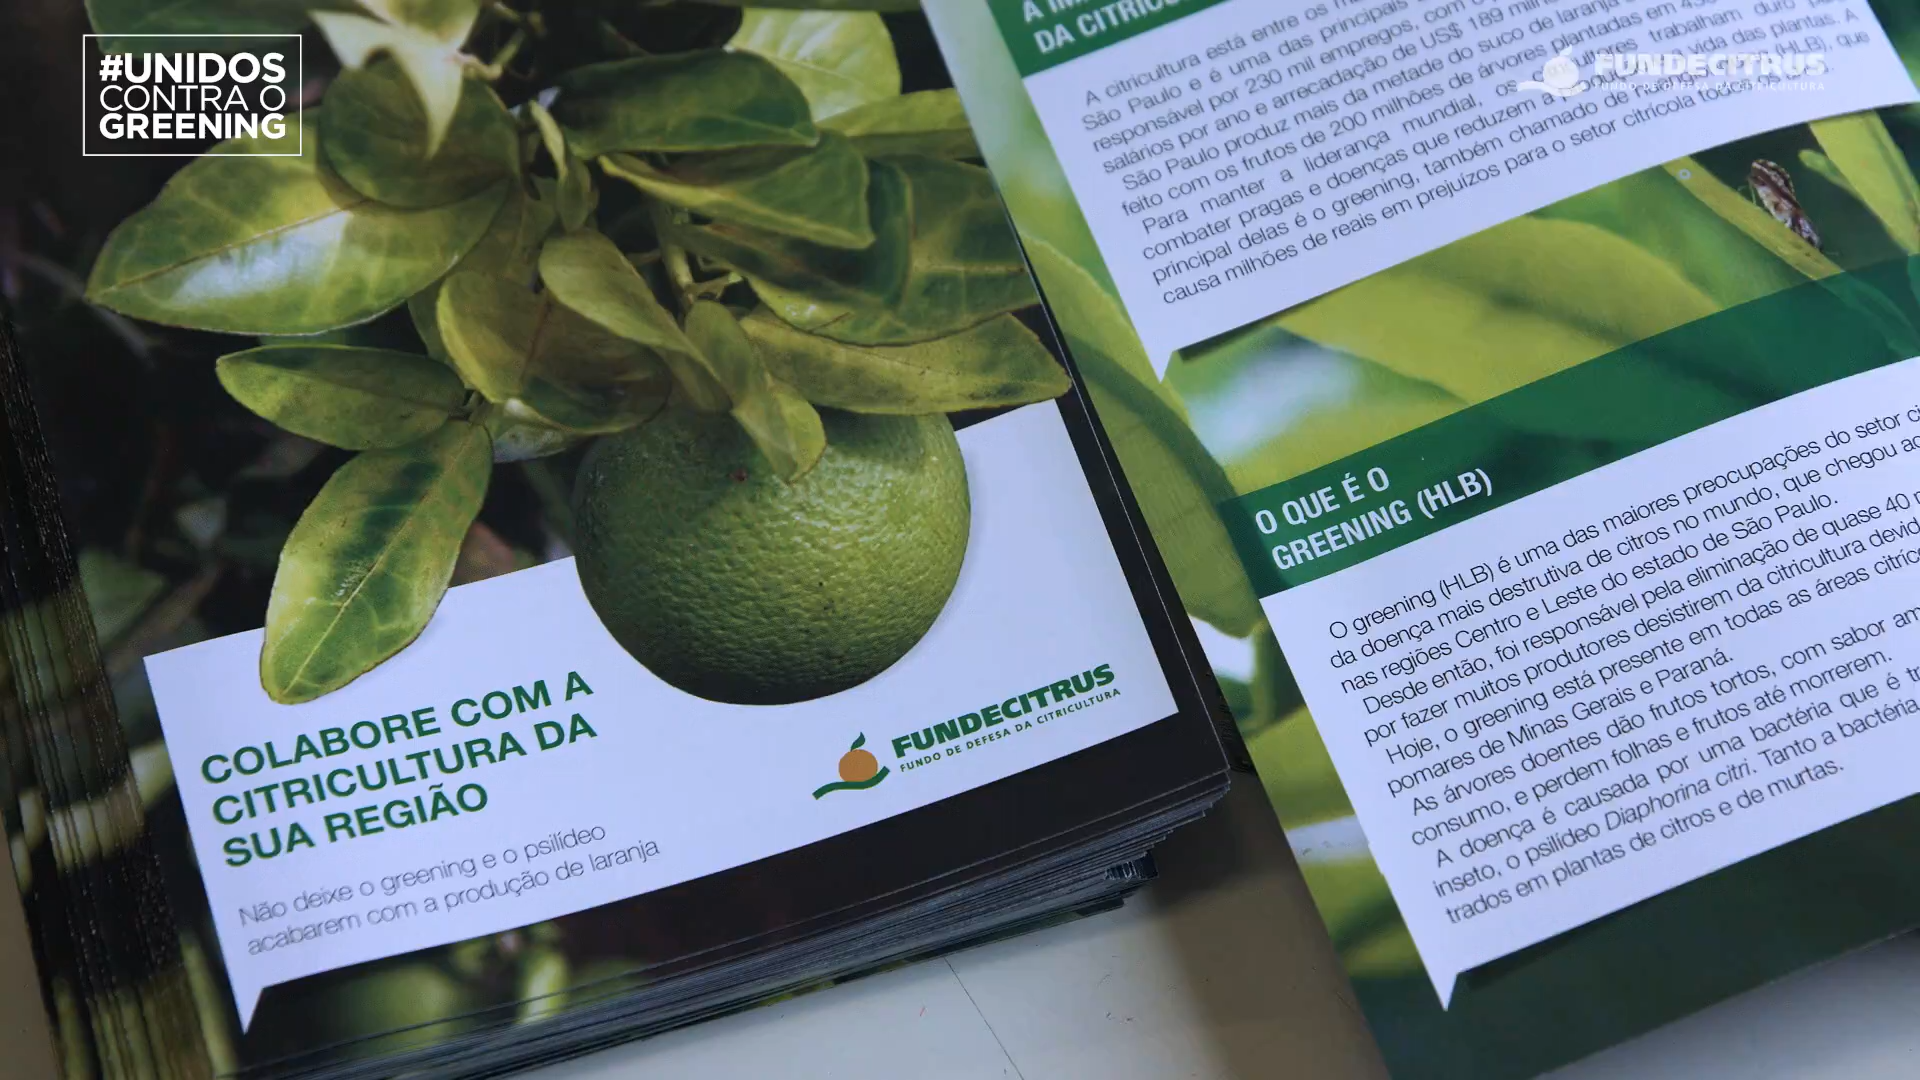 #UNIDOS
CONTRA O
GREENING
FUNDECITRUS
FUNDO DE DEFESA DA CITRICULTURA
COLABORE COM A
CITRICULTURA DA
SUA REGIÃO
Não deixe o greening e o psilídeo
acabarem com a produção de laranja
FUNDECITRUS
FUNDO DE DEFESA DA CITRICULTURA
A citricultura está entre os
São Paulo e é uma das principais
responsável por 230 mil empregos, com o
salários por ano e arrecadação de US$ 189
São Paulo produz mais da metade do suco de laranja
feito com os frutos de 200 milhões de árvores plantadas em
Para manter a liderança mundial, os trabalham duro
combater pragas e doenças que reduzem a vida das plantas. A
principal delas é o greening, também chamado de (HLB), que
causa milhões de reais em prejuízos para o setor citrícola
O QUE É O
GREENING (HLB)
O greening (HLB) é uma das maiores preocupações do setor
da doença mais destrutiva de citros no mundo, que chegou
nas regiões Centro e Leste do estado de São Paulo.
Desde então, foi responsável pela eliminação de quase 40
por fazer muitos produtores desistirem da citricultura
Hoje, o greening está presente em todas as áreas
pomares de Minas Gerais e Paraná.
As árvores doentes dão frutos tortos, com sabor
consumo, e perdem folhas e frutos até morrerem.
A doença é causada por uma bactéria que é
inseto, o psilídeo Diaphorina citri. Tanto a bactéria
trados em plantas de citros e de murtas.